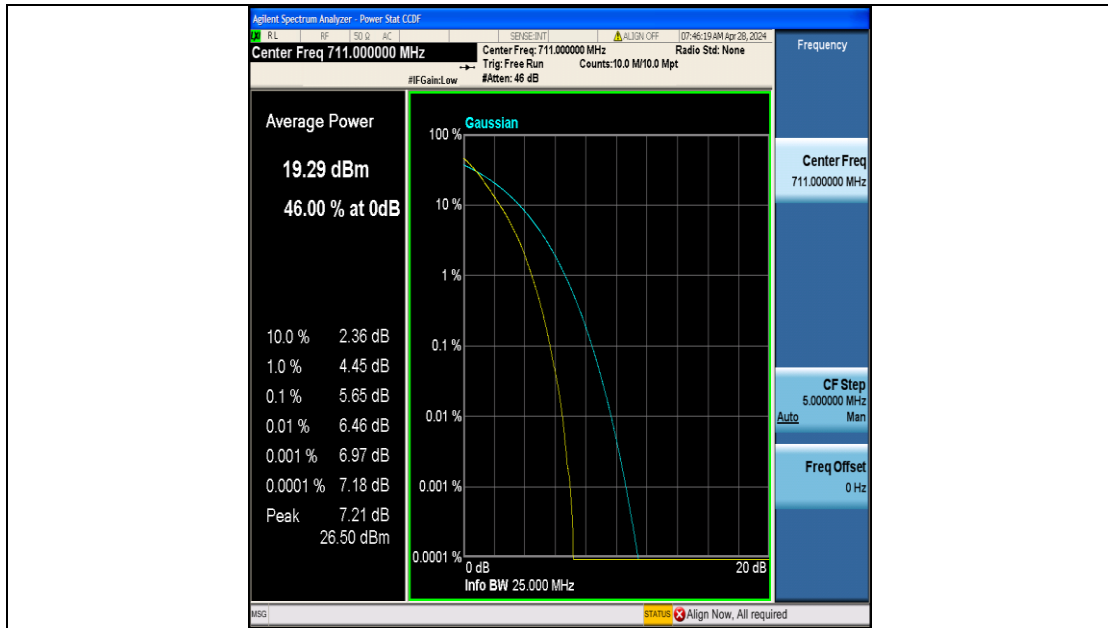 Agilent Spectrum Analyzer - Power Stat CCDF
RL RF 50 Ω AC SENSE:INT ALIGN OFF 07:46:19 AM Apr 28, 2024
Center Freq 711.000000 MHz
Center Freq: 711.000000 MHz
Radio Std: None
Trig: Free Run
Counts:10.0 M/10.0 Mpt
#IFGain:Low
#Atten: 46 dB
Frequency
Average Power
19.29 dBm
46.00 % at 0dB
10.0 % 2.36 dB
1.0 % 4.45 dB
0.1 % 5.65 dB
0.01 % 6.46 dB
0.001 % 6.97 dB
0.0001 % 7.18 dB
Peak 7.21 dB
26.50 dBm
Gaussian
100 %
10 %
1 %
0.1 %
0.01 %
0.001 %
0.0001 %
0 dB
20 dB
Info BW 25.000 MHz
Center Freq
711.000000 MHz
CF Step
5.000000 MHz
Auto Man
Freq Offset
0 Hz
MSG
STATUS
Align Now, All required